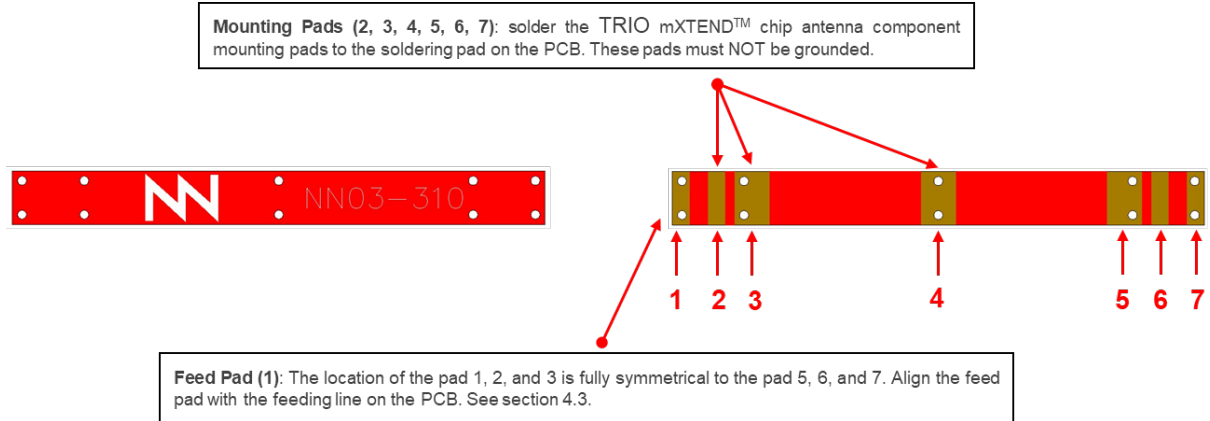 Mounting Pads (2, 3, 4, 5, 6, 7): solder the TRIO mXTEND™ chip antenna component
mounting pads to the soldering pad on the PCB. These pads must NOT be grounded.
NN
NN03-310
1 2 3 4 5 6 7
Feed Pad (1): The location of the pad 1, 2, and 3 is fully symmetrical to the pad 5, 6, and 7. Align the feed
pad with the feeding line on the PCB. See section 4.3.